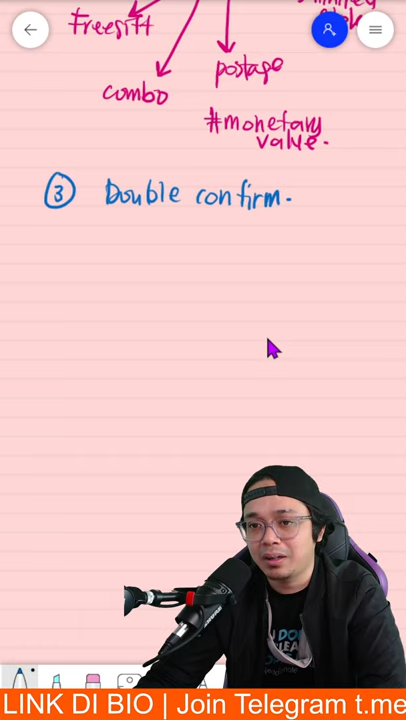 Freegift
postage
combo
#monetary
value.
3 Double confirm.
LINK DI BIO | Join Telegram t.me